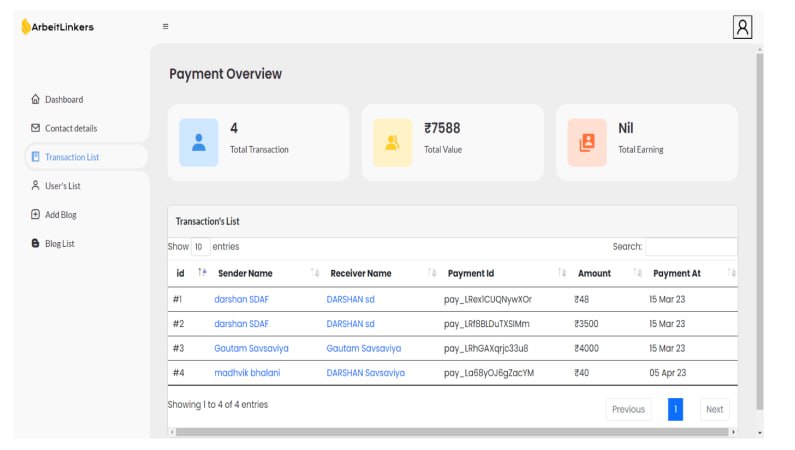 ArbeitLinkers
Payment Overview
Dashboard
Contact details
Transaction List
User's List
Add Blog
Blog List
4
Total Transaction
₹7588
Total Value
Nil
Total Earning
Transaction's List
Show 10 entries Search:
id Sender Name Receiver Name Payment Id Amount Payment At
#1 darshan SDAF DARSHAN sd pay_LRex1CUQNywXOr ₹48 15 Mar 23
#2 darshan SDAF DARSHAN sd pay_LRf8BLDuTXSIMm ₹3500 15 Mar 23
#3 Gautam Savsaviya Gautam Savsaviya pay_LRhGAXqrjc33u8 ₹4000 15 Mar 23
#4 madhvik bhalani DARSHAN Savsaviya pay_La68yOJ6gZacYM ₹40 05 Apr 23
Showing 1 to 4 of 4 entries
Previous 1 Next